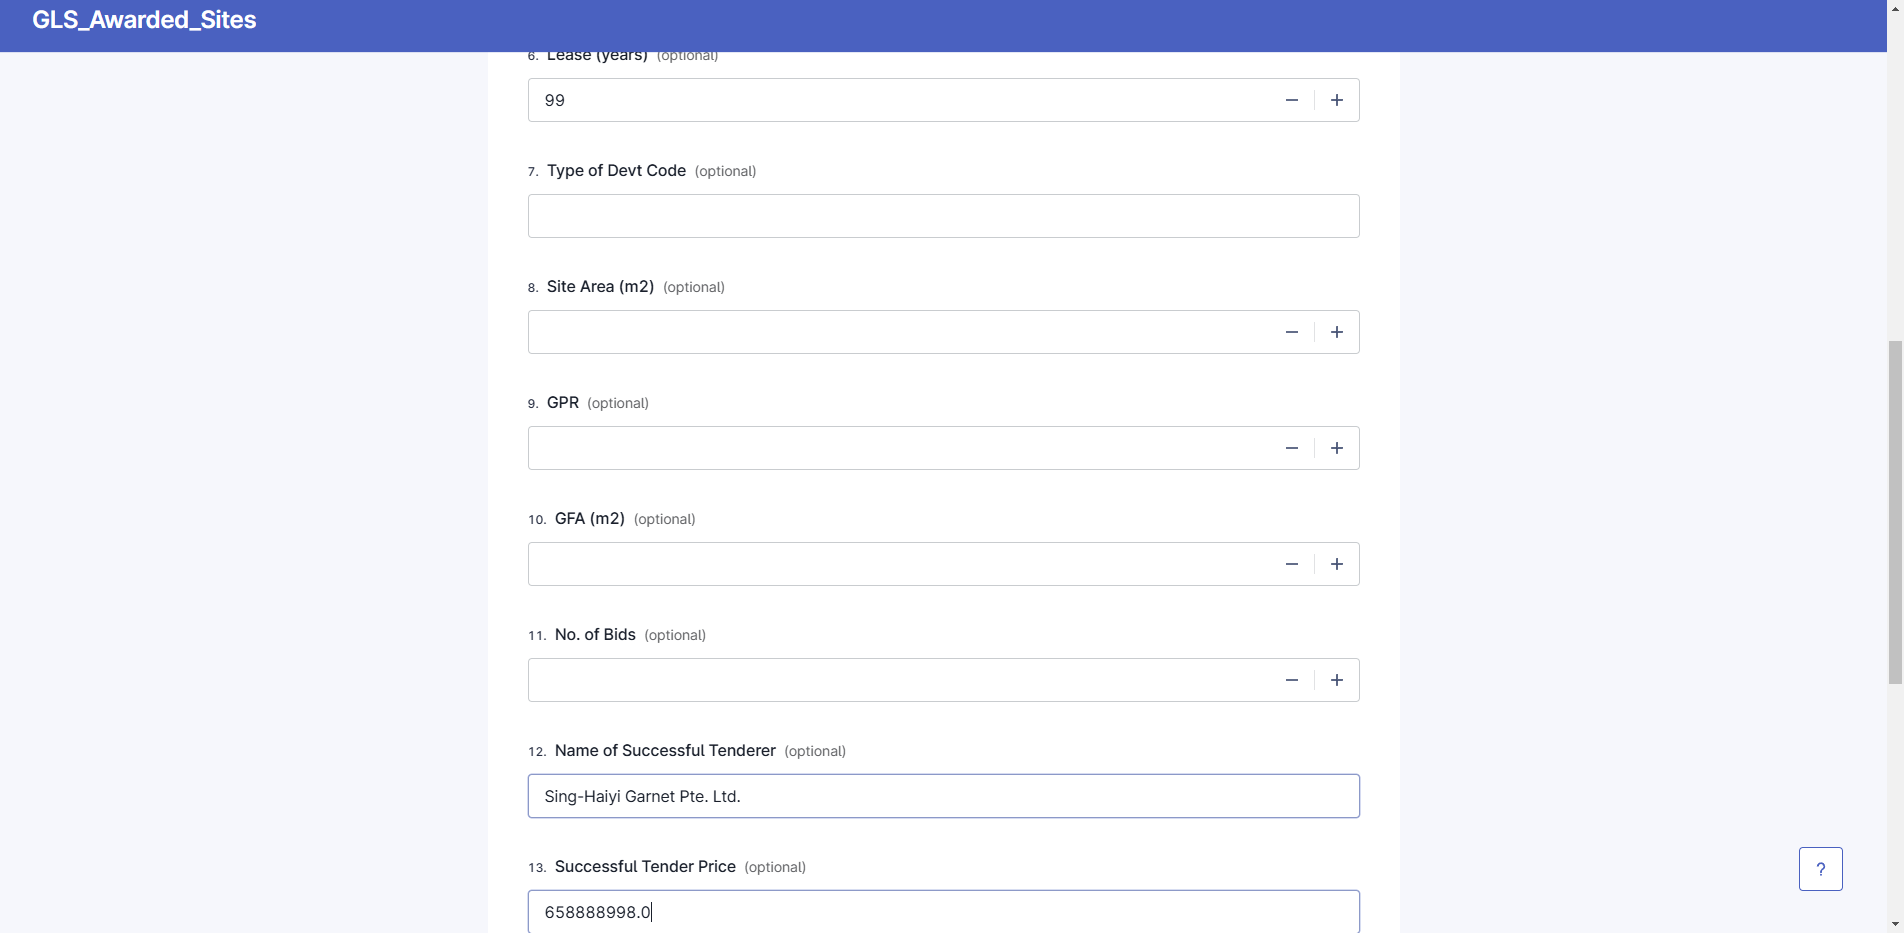 GLS_Awarded_Sites
6. Lease (years) (optional)
99
7. Type of Devt Code (optional)
8. Site Area (m2) (optional)
9. GPR (optional)
10. GFA (m2) (optional)
11. No. of Bids (optional)
12. Name of Successful Tenderer (optional)
Sing-Haiyi Garnet Pte. Ltd.
13. Successful Tender Price (optional)
658888998.0
?